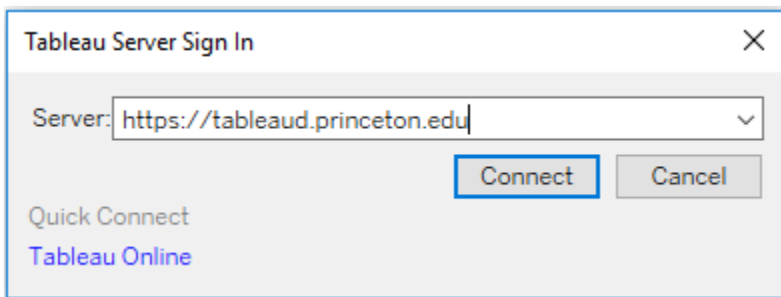 Tableau Server Sign In
Server: https://tableaud.princeton.edu
Connect Cancel
Quick Connect
Tableau Online